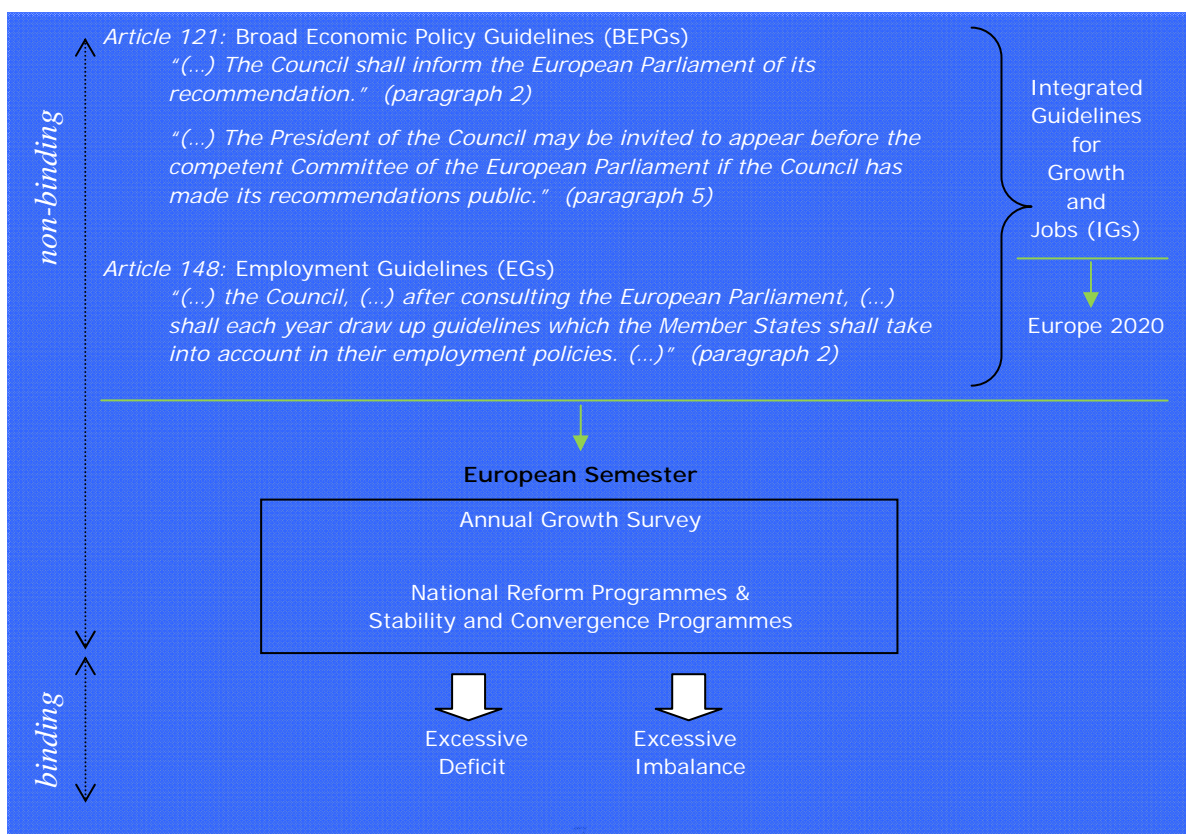 Article 121: Broad Economic Policy Guidelines (BEPGs)
“(…) The Council shall inform the European Parliament of its
recommendation.” (paragraph 2)
“(…) The President of the Council may be invited to appear before the
competent Committee of the European Parliament if the Council has
made its recommendations public.” (paragraph 5)
Article 148: Employment Guidelines (EGs)
“(…) the Council, (…) after consulting the European Parliament, (…)
shall each year draw up guidelines which the Member States shall take
into account in their employment policies. (…)” (paragraph 2)
Integrated
Guidelines
for
Growth
and
Jobs (IGs)
Europe 2020
non-binding
European Semester
Annual Growth Survey
National Reform Programmes &
Stability and Convergence Programmes
binding
Excessive
Deficit
Excessive
Imbalance